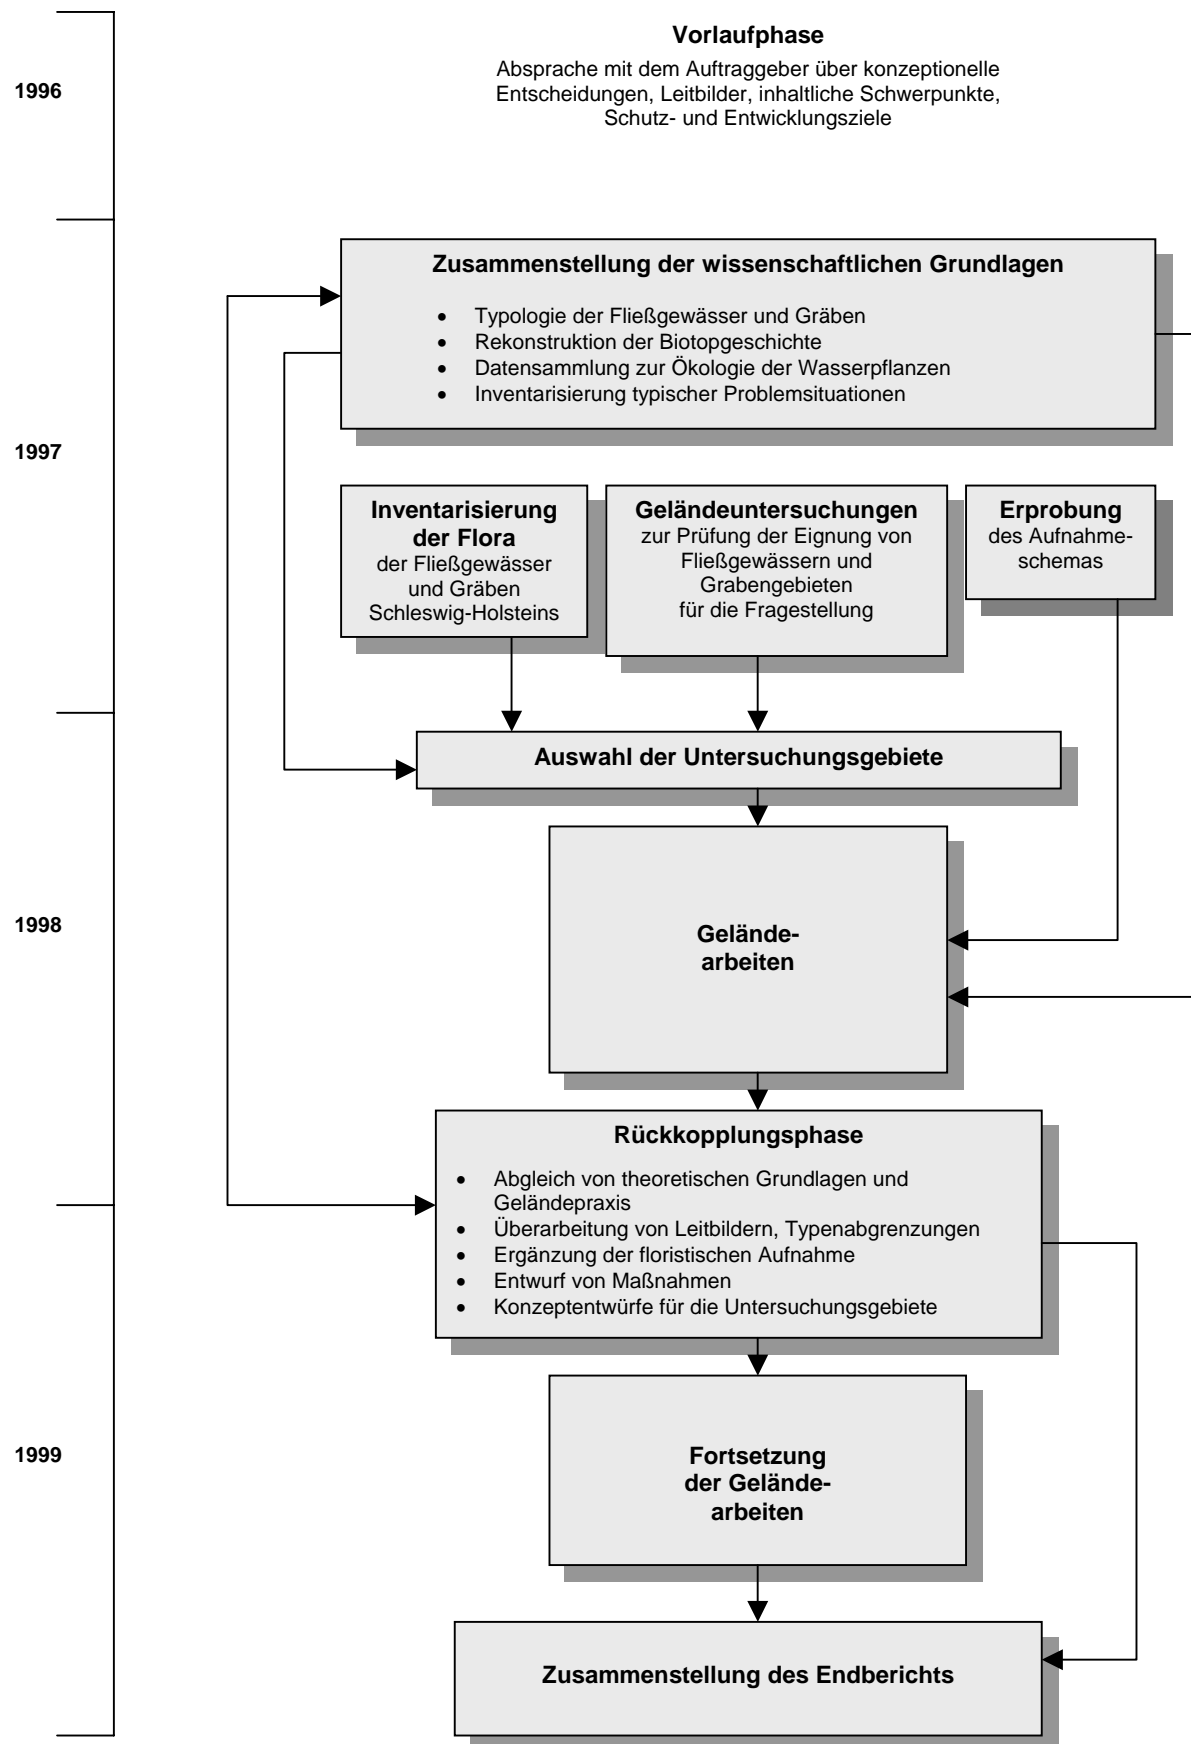 Vorlaufphase
Absprache mit dem Auftraggeber über konzeptionelle
Entscheidungen, Leitbilder, inhaltliche Schwerpunkte,
Schutz- und Entwicklungsziele
1996
Zusammenstellung der wissenschaftlichen Grundlagen
• Typologie der Fließgewässer und Gräben
• Rekonstruktion der Biotopgeschichte
• Datensammlung zur Ökologie der Wasserpflanzen
• Inventarisierung typischer Problemsituationen
1997
Inventarisierung
der Flora
der Fließgewässer
und Gräben
Schleswig-Holsteins
Geländeuntersuchungen
zur Prüfung der Eignung von
Fließgewässern und
Grabengebieten
für die Fragestellung
Erprobung
des Aufnahme-
schemas
Auswahl der Untersuchungsgebiete
1998
Gelände-
arbeiten
Rückkopplungsphase
• Abgleich von theoretischen Grundlagen und
Geländepraxis
• Überarbeitung von Leitbildern, Typenabgrenzungen
• Ergänzung der floristischen Aufnahme
• Entwurf von Maßnahmen
• Konzeptentwürfe für die Untersuchungsgebiete
1999
Fortsetzung
der Gelände-
arbeiten
Zusammenstellung des Endberichts